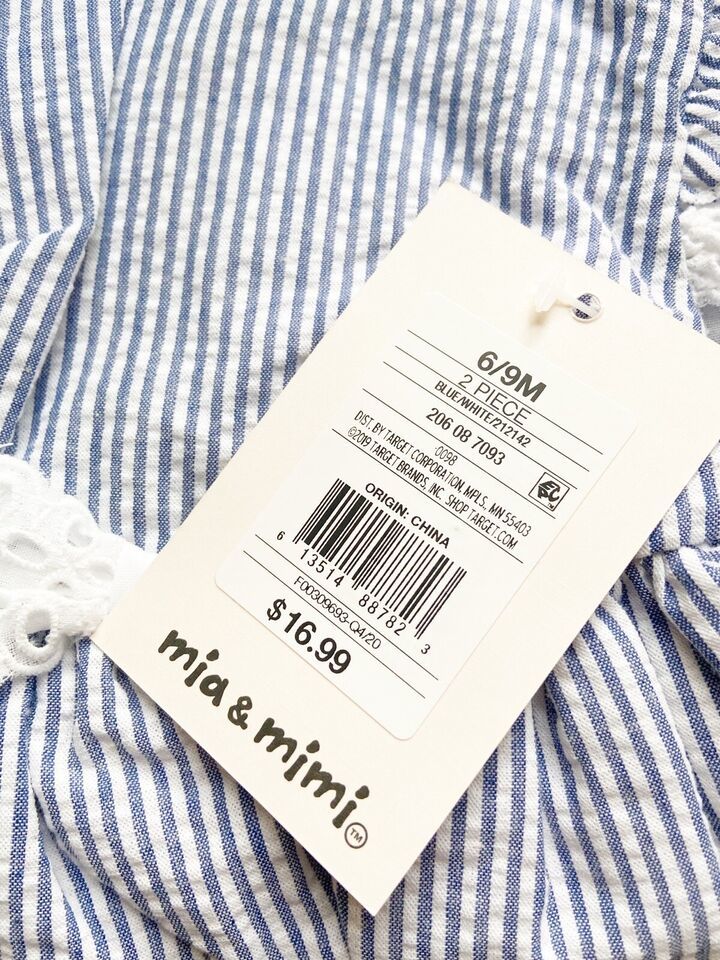 6/9M
2 PIECE
BLUE/WHITE/212142
206 08 7093
0098
DIST. BY TARGET CORPORATION, MPLS, MN 55403
©2019 TARGET BRANDS, INC. SHOP TARGET.COM
ORIGIN: CHINA
6 13514 88782 3
F00309693-Q4/20
$16.99
mia & mimi TM